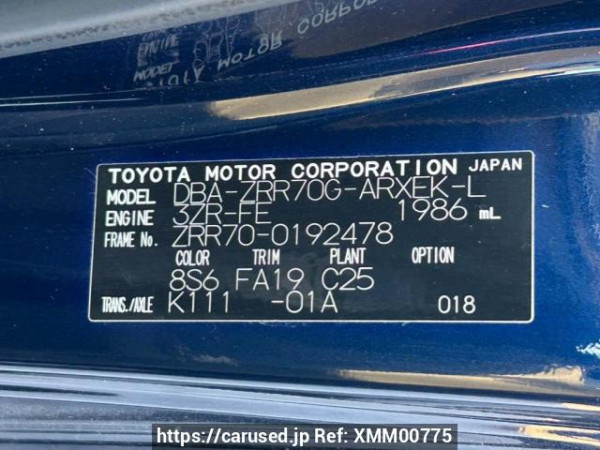 TOYOTA MOTOR CORPORATION JAPAN
MODEL DBA-ZRR70G-ARXEK-L
ENGINE 3ZR-FE 1986 mL
FRAME No. ZRR70-0192478
COLOR TRIM PLANT OPTION
8S6 FA19 C25
TRANS./AXLE K111 -01A 018
https://carused.jp Ref: XMM00775